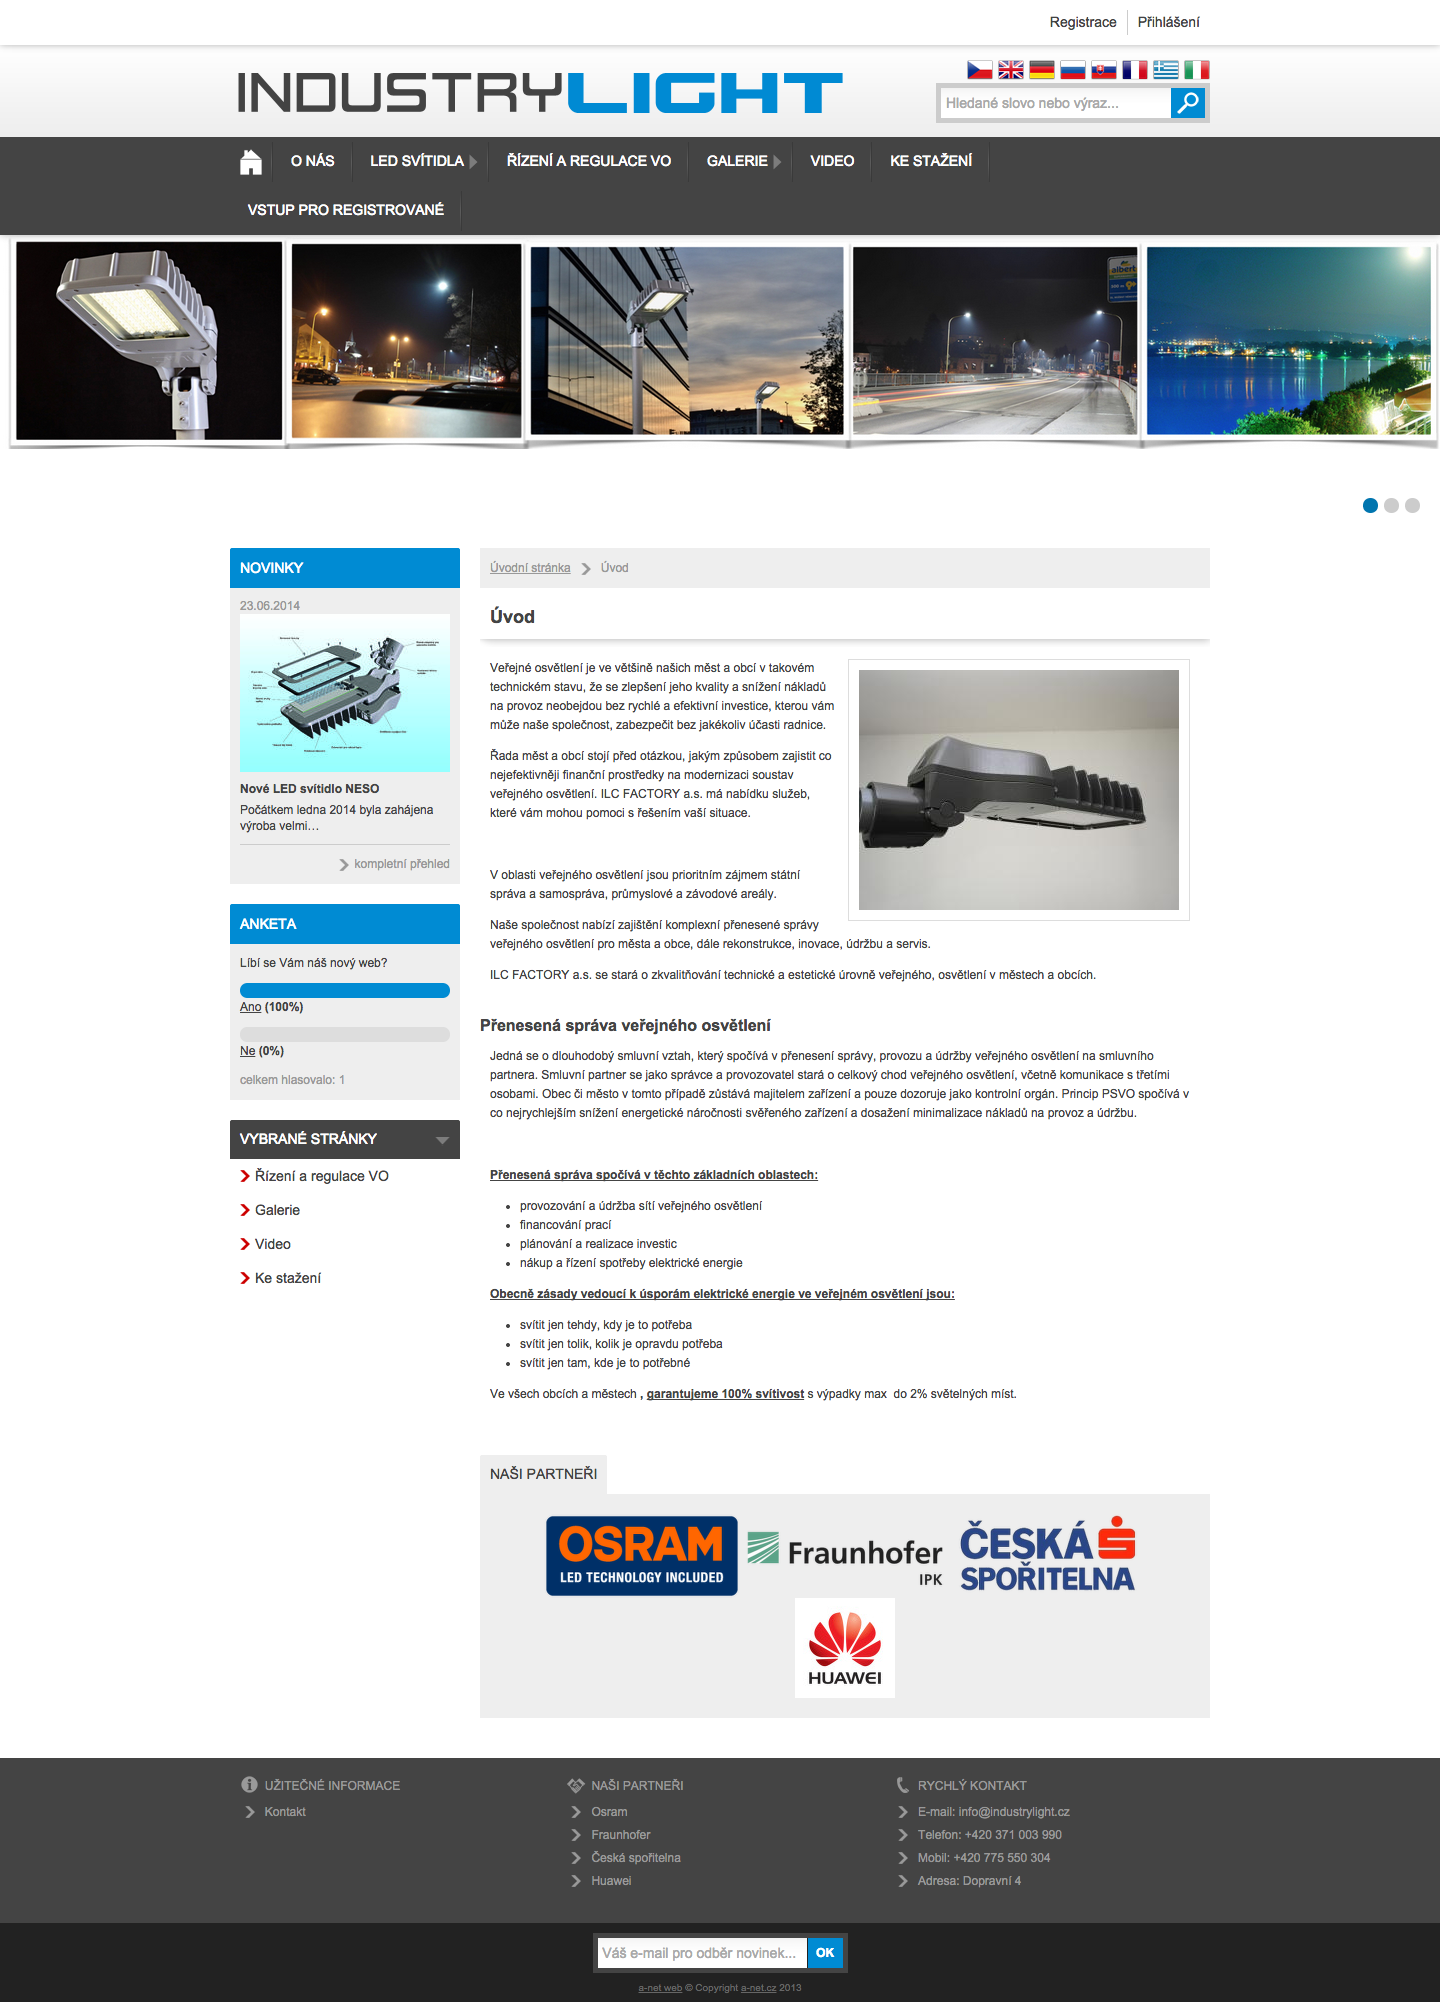 Registrace Přihlášení
INDUSTRYLIGHT
Hledané slovo nebo výraz...
O NÁS LED SVÍTIDLA ŘÍZENÍ A REGULACE VO GALERIE VIDEO KE STAŽENÍ
VSTUP PRO REGISTROVANÉ
albert
NOVINKY
23.06.2014
Nové LED svítidlo NESO
Počátkem ledna 2014 byla zahájena
výroba velmi…
kompletní přehled
ANKETA
Líbí se Vám náš nový web?
Ano (100%)
Ne (0%)
celkem hlasovalo: 1
VYBRANÉ STRÁNKY
Řízení a regulace VO
Galerie
Video
Ke stažení
Úvodní stránka Úvod
Úvod
Veřejné osvětlení je ve většině našich měst a obcí v takovém
technickém stavu, že se zlepšení jeho kvality a snížení nákladů
na provoz neobejdou bez rychlé a efektivní investice, kterou vám
může naše společnost, zabezpečit bez jakékoliv účasti radnice.
Řada měst a obcí stojí před otázkou, jakým způsobem zajistit co
nejefektivněji finanční prostředky na modernizaci soustav
veřejného osvětlení. ILC FACTORY a.s. má nabídku služeb,
které vám mohou pomoci s řešením vaší situace.
V oblasti veřejného osvětlení jsou prioritním zájmem státní
správa a samospráva, průmyslové a závodové areály.
Naše společnost nabízí zajištění komplexní přenesené správy
veřejného osvětlení pro města a obce, dále rekonstrukce, inovace, údržbu a servis.
ILC FACTORY a.s. se stará o zkvalitňování technické a estetické úrovně veřejného, osvětlení v městech a obcích.
Přenesená správa veřejného osvětlení
Jedná se o dlouhodobý smluvní vztah, který spočívá v přenesení správy, provozu a údržby veřejného osvětlení na smluvního
partnera. Smluvní partner se jako správce a provozovatel stará o celkový chod veřejného osvětlení, včetně komunikace s třetími
osobami. Obec či město v tomto případě zůstává majitelem zařízení a pouze dozoruje jako kontrolní orgán. Princip PSVO spočívá v
co nejrychlejším snížení energetické náročnosti svěřeného zařízení a dosažení minimalizace nákladů na provoz a údržbu.
Přenesená správa spočívá v těchto základních oblastech:
• provozování a údržba sítí veřejného osvětlení
• financování prací
• plánování a realizace investic
• nákup a řízení spotřeby elektrické energie
Obecně zásady vedoucí k úsporám elektrické energie ve veřejném osvětlení jsou:
• svítit jen tehdy, kdy je to potřeba
• svítit jen tolik, kolik je opravdu potřeba
• svítit jen tam, kde je to potřebné
Ve všech obcích a městech , garantujeme 100% svítivost s výpadky max do 2% světelných míst.
NAŠI PARTNEŘI
OSRAM
LED TECHNOLOGY INCLUDED
Fraunhofer
IPK
ČESKÁ
SPOŘITELNA
HUAWEI
UŽITEČNÉ INFORMACE
Kontakt
NAŠI PARTNEŘI
Osram
Fraunhofer
Česká spořitelna
Huawei
RYCHLÝ KONTAKT
E-mail: info@industrylight.cz
Telefon: +420 371 003 990
Mobil: +420 775 550 304
Adresa: Dopravní 4
Váš e-mail pro odběr novinek... OK
a-net web © Copyright a-net.cz 2013